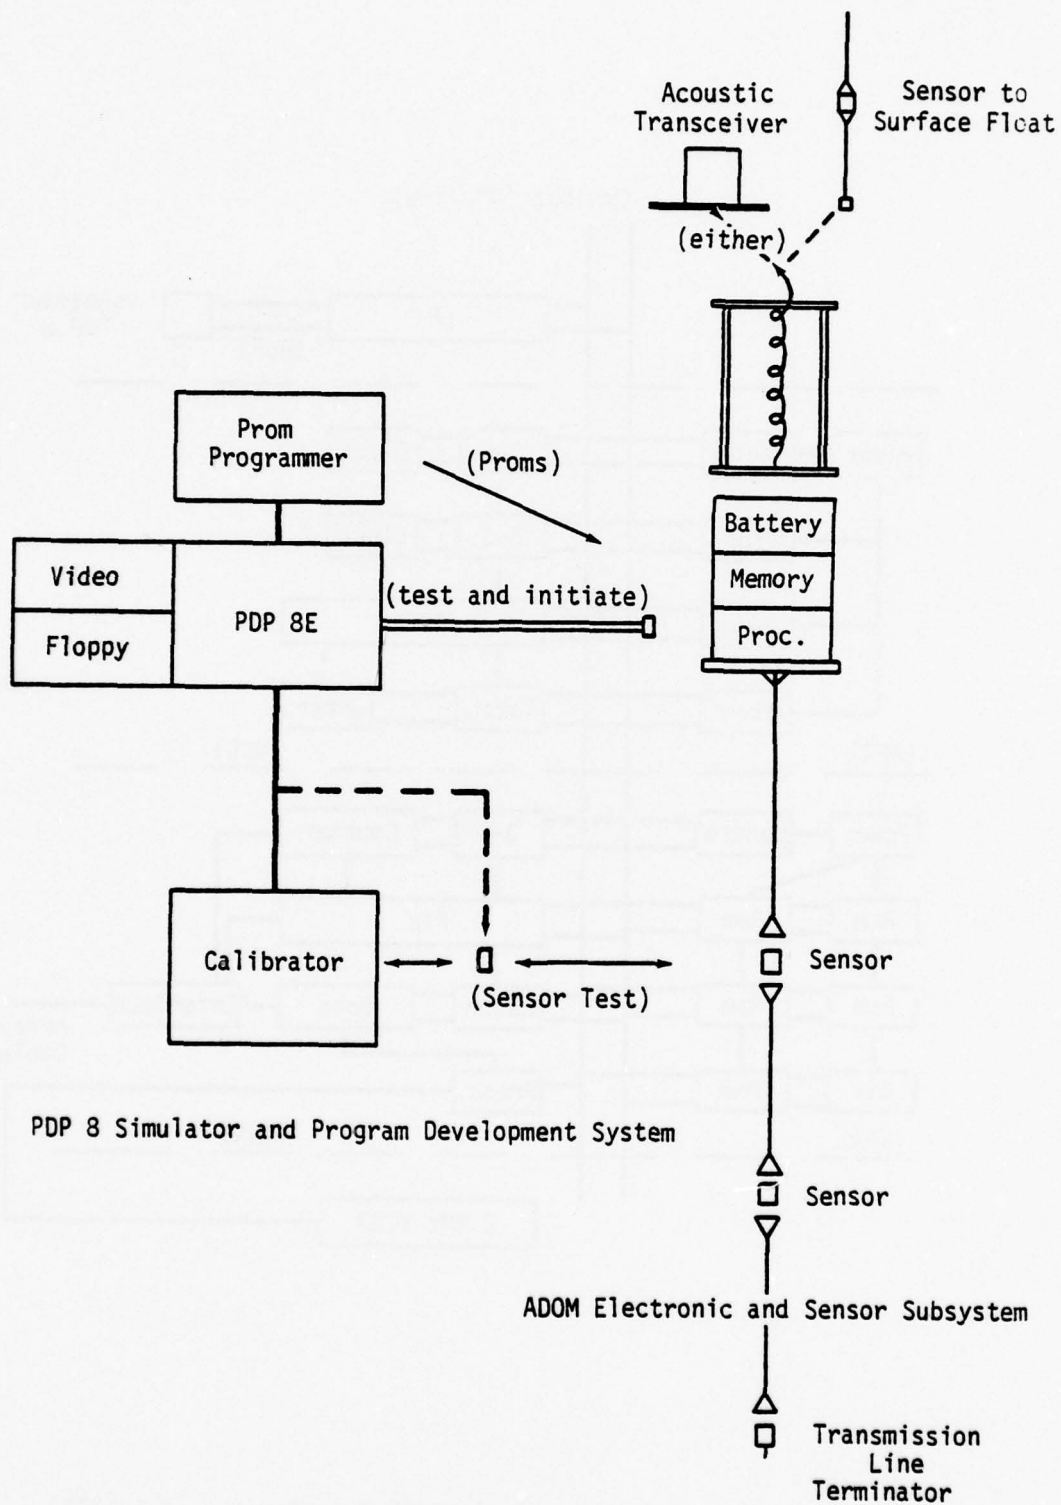 Acoustic
Transceiver
Sensor to
Surface Float
(either)
Prom
Programmer
(Proms)
Battery
Memory
Proc.
Video
Floppy
PDP 8E
(test and initiate)
Calibrator
(Sensor Test)
Sensor
PDP 8 Simulator and Program Development System
Sensor
ADOM Electronic and Sensor Subsystem
Transmission
Line
Terminator